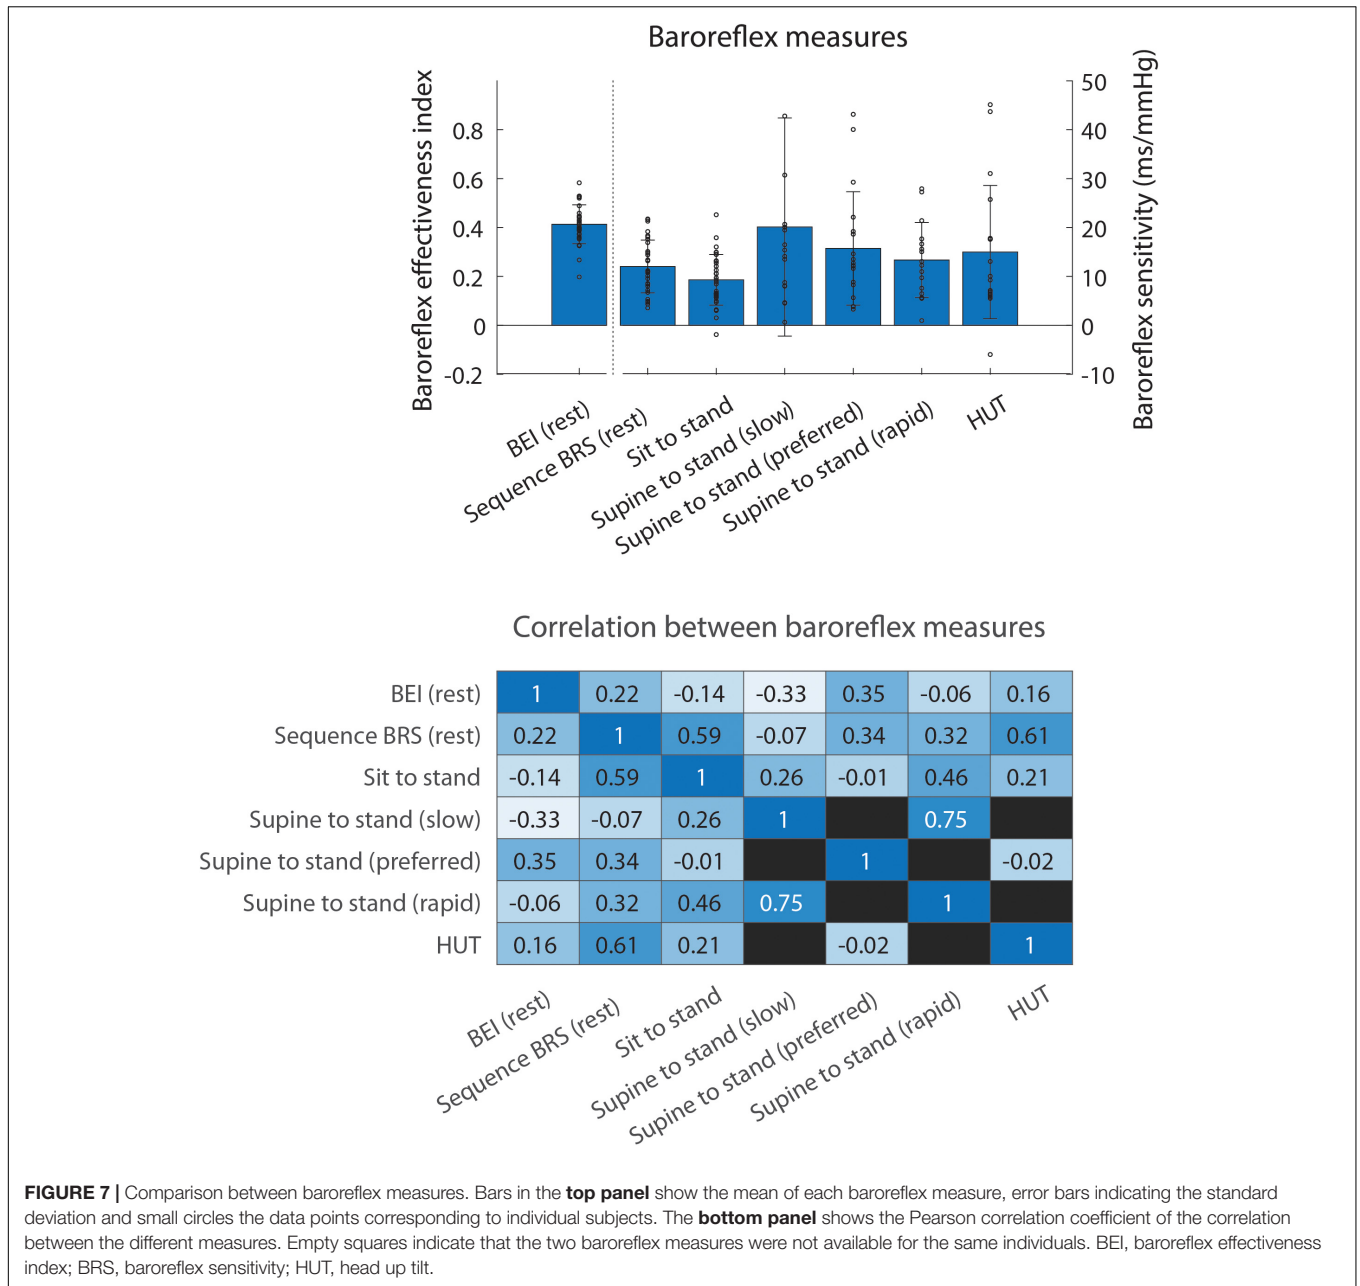 Baroreflex measures
Baroreflex effectiveness index
0.8
0.6
0.4
0.2
0
-0.2
50
40
30
20
10
0
-10
Baroreflex sensitivity (ms/mmHg)
BEI (rest)
Sequence BRS (rest)
Sit to stand
Supine to stand (slow)
Supine to stand (preferred)
Supine to stand (rapid)
HUT
Correlation between baroreflex measures
BEI (rest) 1 0.22 -0.14 -0.33 0.35 -0.06 0.16
Sequence BRS (rest) 0.22 1 0.59 -0.07 0.34 0.32 0.61
Sit to stand -0.14 0.59 1 0.26 -0.01 0.46 0.21
Supine to stand (slow) -0.33 -0.07 0.26 1 0.75
Supine to stand (preferred) 0.35 0.34 -0.01 1 -0.02
Supine to stand (rapid) -0.06 0.32 0.46 0.75 1
HUT 0.16 0.61 0.21 -0.02 1
BEI (rest)
Sequence BRS (rest)
Sit to stand
Supine to stand (slow)
Supine to stand (preferred)
Supine to stand (rapid)
HUT
FIGURE 7 | Comparison between baroreflex measures. Bars in the top panel show the mean of each baroreflex measure, error bars indicating the standard
deviation and small circles the data points corresponding to individual subjects. The bottom panel shows the Pearson correlation coefficient of the correlation
between the different measures. Empty squares indicate that the two baroreflex measures were not available for the same individuals. BEI, baroreflex effectiveness
index; BRS, baroreflex sensitivity; HUT, head up tilt.